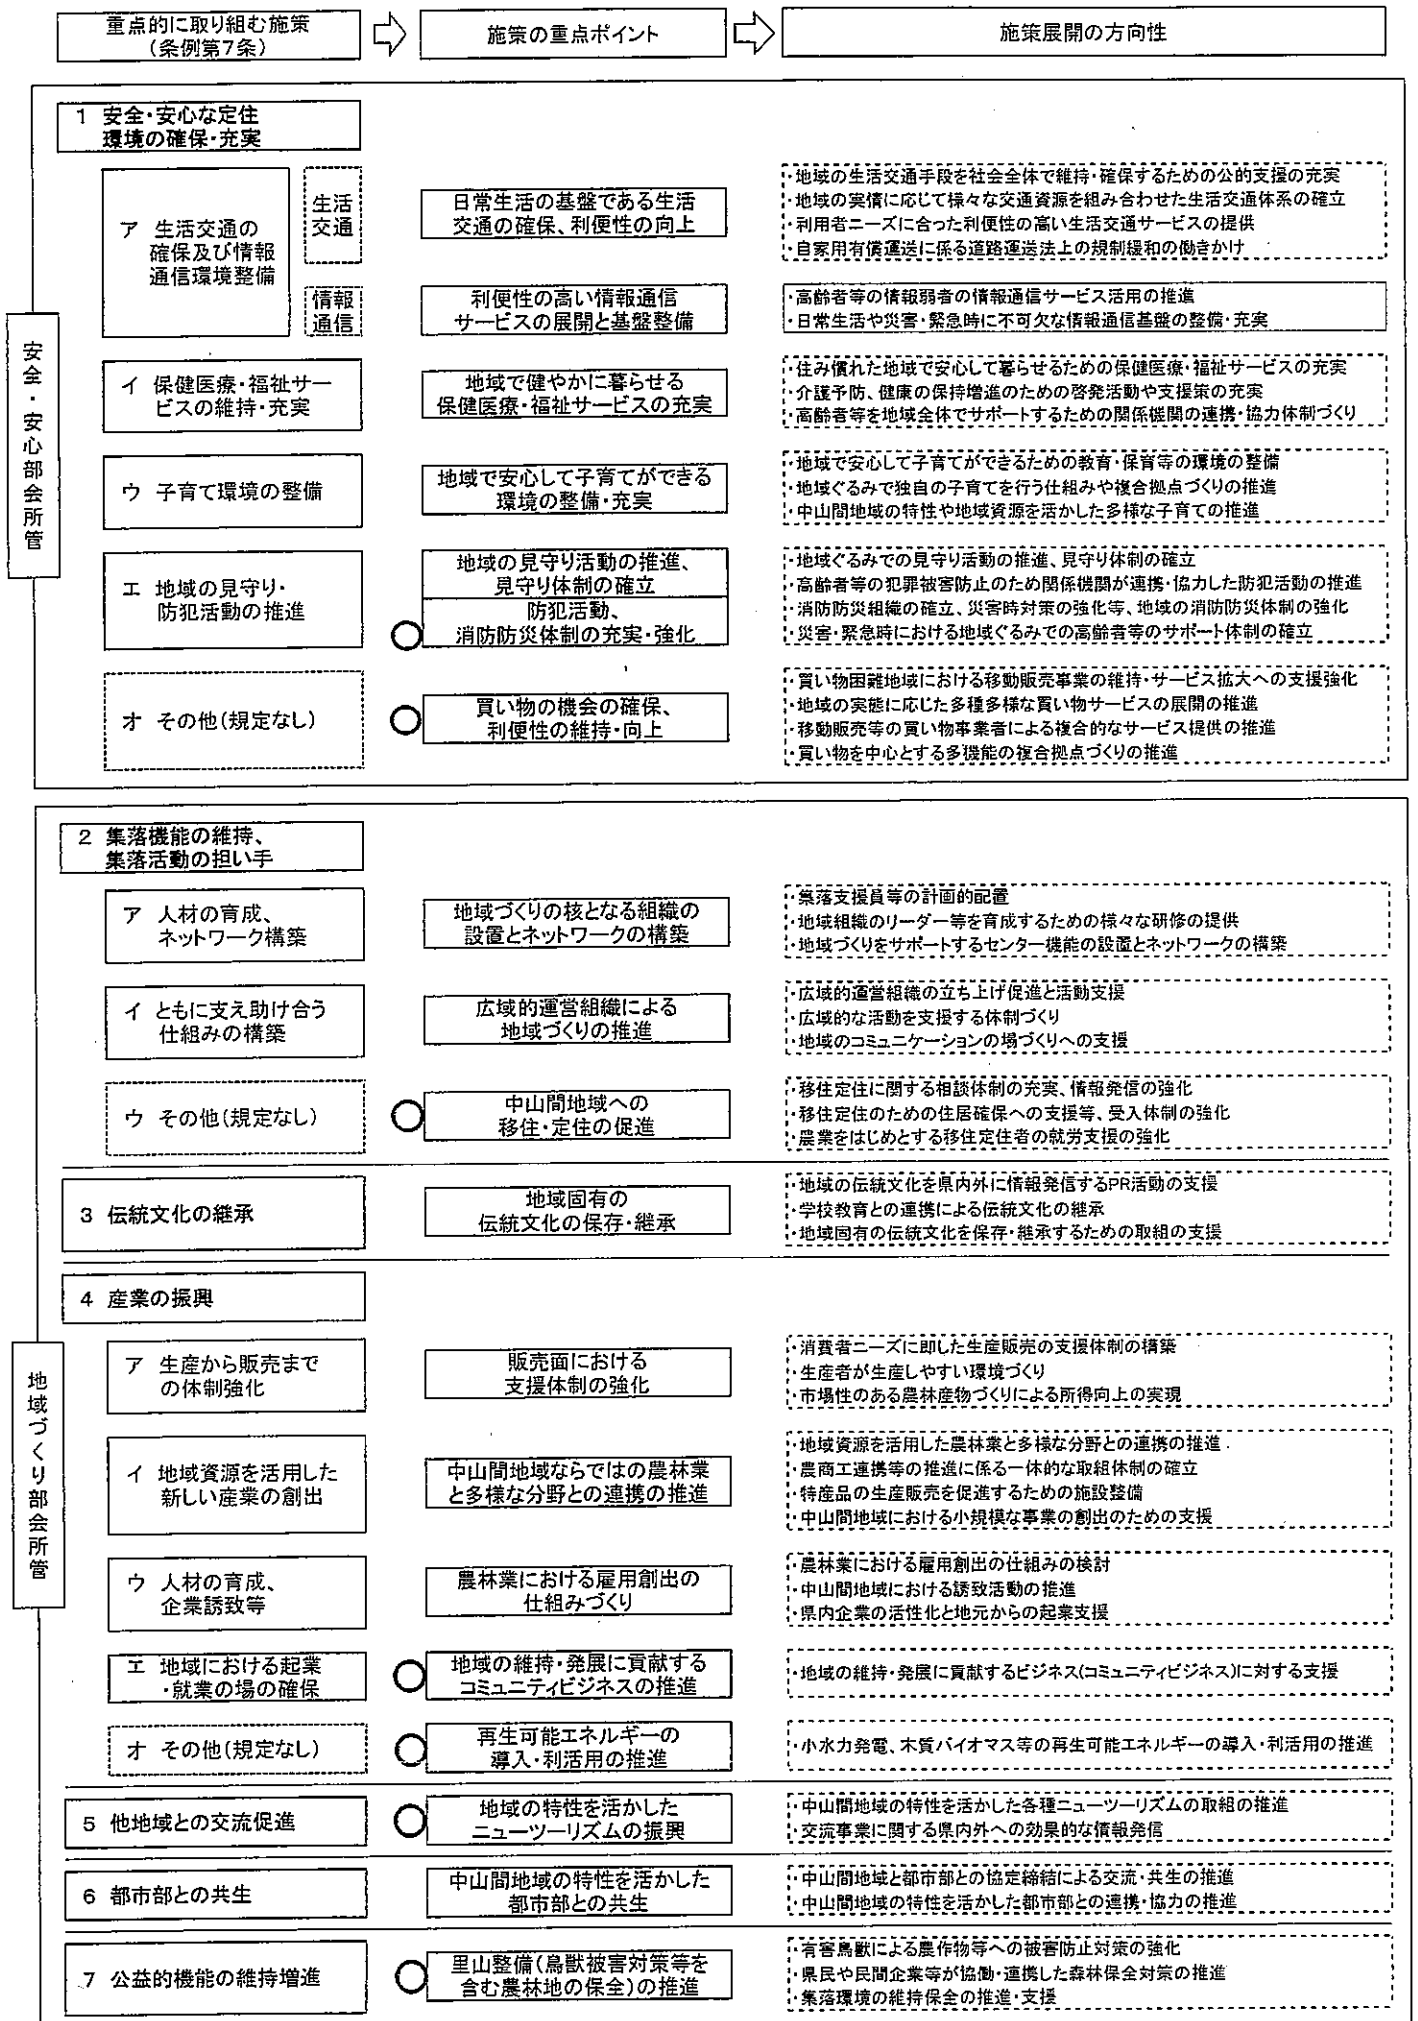 重点的に取り組む施策
(条例第7条)
施策の重点ポイント
施策展開の方向性
安全・安心部会所管
1 安全・安心な定住
環境の確保・充実
ア 生活交通の
確保及び情報
通信環境整備
生活
交通
日常生活の基盤である生活
交通の確保、利便性の向上
・地域の生活交通手段を社会全体で維持・確保するための公的支援の充実
・地域の実情に応じて様々な交通資源を組み合わせた生活交通体系の確立
・利用者ニーズに合った利便性の高い生活交通サービスの提供
・自家用有償運送に係る道路運送法上の規制緩和の働きかけ
情報
通信
利便性の高い情報通信
サービスの展開と基盤整備
・高齢者等の情報弱者の情報通信サービス活用の推進
・日常生活や災害・緊急時に不可欠な情報通信基盤の整備・充実
イ 保健医療・福祉サー
ビスの維持・充実
地域で健やかに暮らせる
保健医療・福祉サービスの充実
・住み慣れた地域で安心して暮らせるための保健医療・福祉サービスの充実
・介護予防、健康の保持増進のための啓発活動や支援策の充実
・高齢者等を地域全体でサポートするための関係機関の連携・協力体制づくり
ウ 子育て環境の整備
地域で安心して子育てができる
環境の整備・充実
・地域で安心して子育てができるための教育・保育等の環境の整備
・地域ぐるみで独自の子育てを行う仕組みや複合拠点づくりの推進
・中山間地域の特性や地域資源を活かした多様な子育ての推進
エ 地域の見守り・
防犯活動の推進
地域の見守り活動の推進、
見守り体制の確立
防犯活動、
消防防災体制の充実・強化
・地域ぐるみでの見守り活動の推進、見守り体制の確立
・高齢者等の犯罪被害防止のため関係機関が連携・協力した防犯活動の推進
・消防防災組織の確立、災害時対策の強化等、地域の消防防災体制の強化
・災害・緊急時における地域ぐるみでの高齢者等のサポート体制の確立
オ その他(規定なし)
買い物の機会の確保、
利便性の維持・向上
・買い物困難地域における移動販売事業の維持・サービス拡大への支援強化
・地域の実態に応じた多種多様な買い物サービスの展開の推進
・移動販売等の買い物事業者による複合的なサービス提供の推進
・買い物を中心とする多機能の複合拠点づくりの推進
地域づくり部会所管
2 集落機能の維持、
集落活動の担い手
ア 人材の育成、
ネットワーク構築
地域づくりの核となる組織の
設置とネットワークの構築
・集落支援員等の計画的配置
・地域組織のリーダー等を育成するための様々な研修の提供
・地域づくりをサポートするセンター機能の設置とネットワークの構築
イ ともに支え助け合う
仕組みの構築
広域的運営組織による
地域づくりの推進
・広域的運営組織の立ち上げ促進と活動支援
・広域的な活動を支援する体制づくり
・地域のコミュニケーションの場づくりへの支援
ウ その他(規定なし)
中山間地域への
移住・定住の促進
・移住定住に関する相談体制の充実、情報発信の強化
・移住定住のための住居確保への支援等、受入体制の強化
・農業をはじめとする移住定住者の就労支援の強化
3 伝統文化の継承
地域固有の
伝統文化の保存・継承
・地域の伝統文化を県内外に情報発信するPR活動の支援
・学校教育との連携による伝統文化の継承
・地域固有の伝統文化を保存・継承するための取組の支援
4 産業の振興
ア 生産から販売まで
の体制強化
販売面における
支援体制の強化
・消費者ニーズに即した生産販売の支援体制の構築
・生産者が生産しやすい環境づくり
・市場性のある農林産物づくりによる所得向上の実現
イ 地域資源を活用した
新しい産業の創出
中山間地域ならではの農林業
と多様な分野との連携の推進
・地域資源を活用した農林業と多様な分野との連携の推進
・農商工連携等の推進に係る一体的な取組体制の確立
・特産品の生産販売を促進するための施設整備
・中山間地域における小規模な事業の創出のための支援
ウ 人材の育成、
企業誘致等
農林業における雇用創出の
仕組みづくり
・農林業における雇用創出の仕組みの検討
・中山間地域における誘致活動の推進
・県内企業の活性化と地元からの起業支援
エ 地域における起業
・就業の場の確保
地域の維持・発展に貢献する
コミュニティビジネスの推進
・地域の維持・発展に貢献するビジネス(コミュニティビジネス)に対する支援
オ その他(規定なし)
再生可能エネルギーの
導入・利活用の推進
・小水力発電、木質バイオマス等の再生可能エネルギーの導入・利活用の推進
5 他地域との交流促進
地域の特性を活かした
ニューツーリズムの振興
・中山間地域の特性を活かした各種ニューツーリズムの取組の推進
・交流事業に関する県内外への効果的な情報発信
6 都市部との共生
中山間地域の特性を活かした
都市部との共生
・中山間地域と都市部との協定締結による交流・共生の推進
・中山間地域の特性を活かした都市部との連携・協力の推進
7 公益的機能の維持増進
里山整備(鳥獣被害対策等を
含む農林地の保全)の推進
・有害鳥獣による農作物等への被害防止対策の強化
・県民や民間企業等が協働・連携した森林保全対策の推進
・集落環境の維持保全の推進・支援